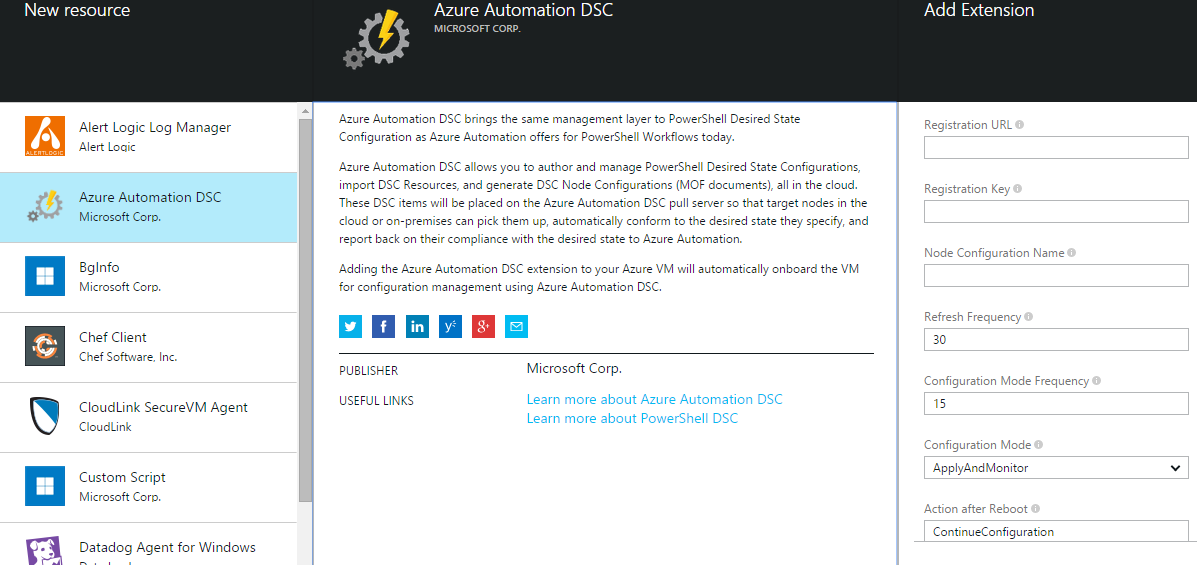 New resource
Alert Logic Log Manager
Alert Logic
ALERTLOGIC
Azure Automation DSC
Microsoft Corp.
BgInfo
Microsoft Corp.
Chef Client
Chef Software, Inc.
CloudLink SecureVM Agent
CloudLink
Custom Script
Microsoft Corp.
Datadog Agent for Windows
Azure Automation DSC
MICROSOFT CORP.
Azure Automation DSC brings the same management layer to PowerShell Desired State
Configuration as Azure Automation offers for PowerShell Workflows today.
Azure Automation DSC allows you to author and manage PowerShell Desired State Configurations,
import DSC Resources, and generate DSC Node Configurations (MOF documents), all in the cloud.
These DSC items will be placed on the Azure Automation DSC pull server so that target nodes in the
cloud or on-premises can pick them up, automatically conform to the desired state they specify, and
report back on their compliance with the desired state to Azure Automation.
Adding the Azure Automation DSC extension to your Azure VM will automatically onboard the VM
for configuration management using Azure Automation DSC.
PUBLISHER Microsoft Corp.
USEFUL LINKS Learn more about Azure Automation DSC
Learn more about PowerShell DSC
Add Extension
Registration URL
Registration Key
Node Configuration Name
Refresh Frequency
30
Configuration Mode Frequency
15
Configuration Mode
ApplyAndMonitor
Action after Reboot
ContinueConfiguration